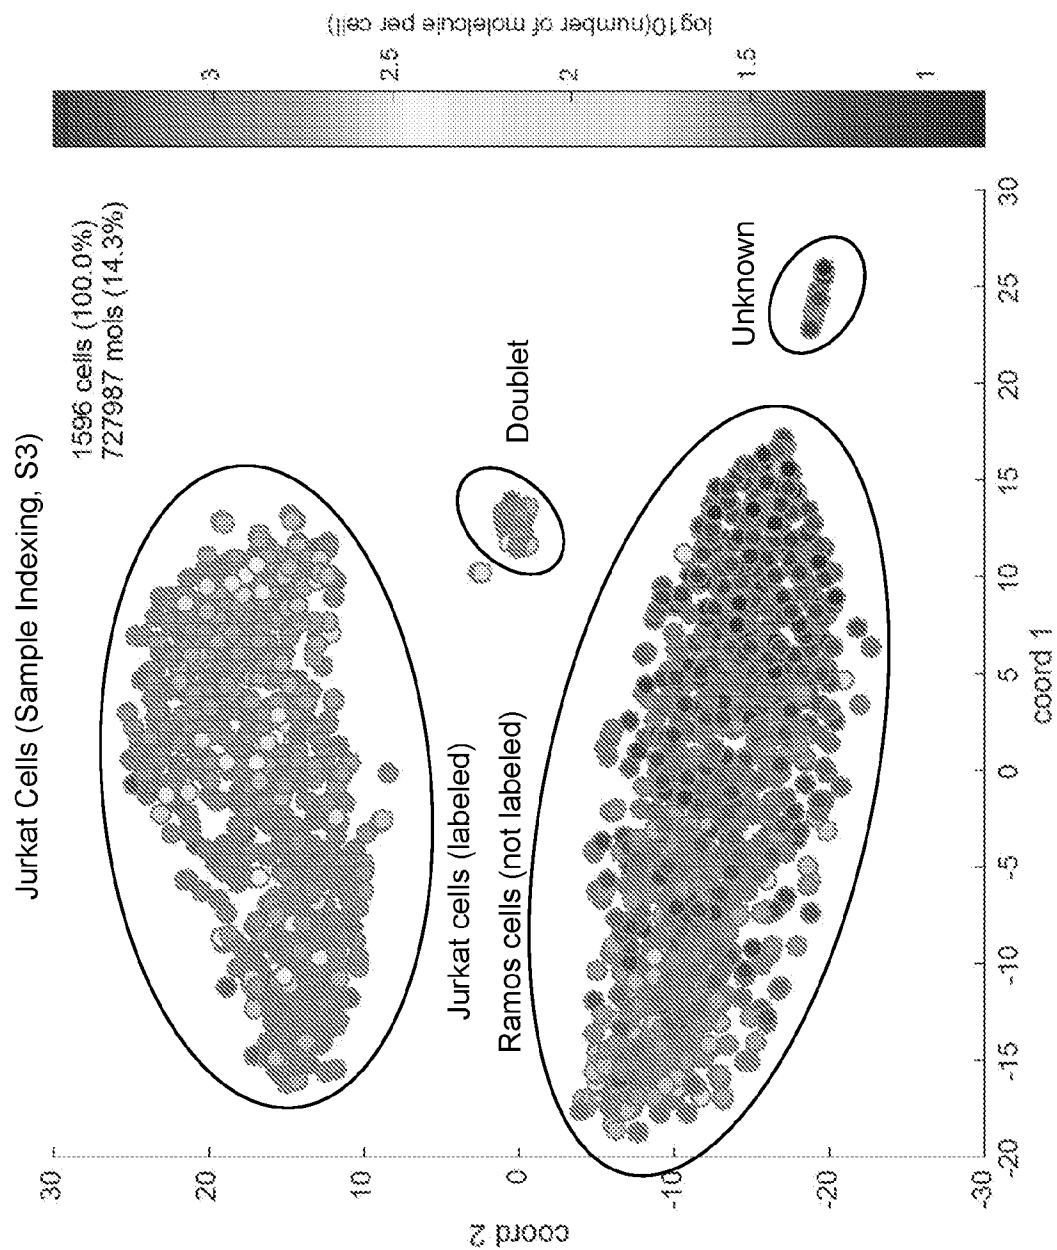 Jurkat Cells (Sample Indexing, S3)
1596 cells (100.0%)
727987 mols (14.3%)
Jurkat cells (labeled)
Doublet
Ramos cells (not labeled)
Unknown
coord 2
30
20
10
0
-10
-20
-30
-20
-15
-10
-5
0
5
10
15
20
25
30
coord 1
3
2.5
2
1.5
1
log10(number of molecule per cell)